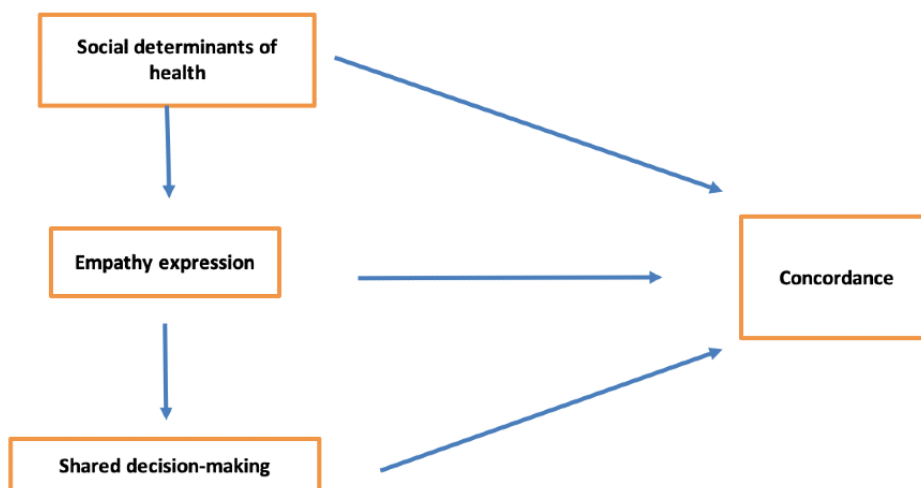 Social determinants of
health
Empathy expression
Concordance
Shared decision-making